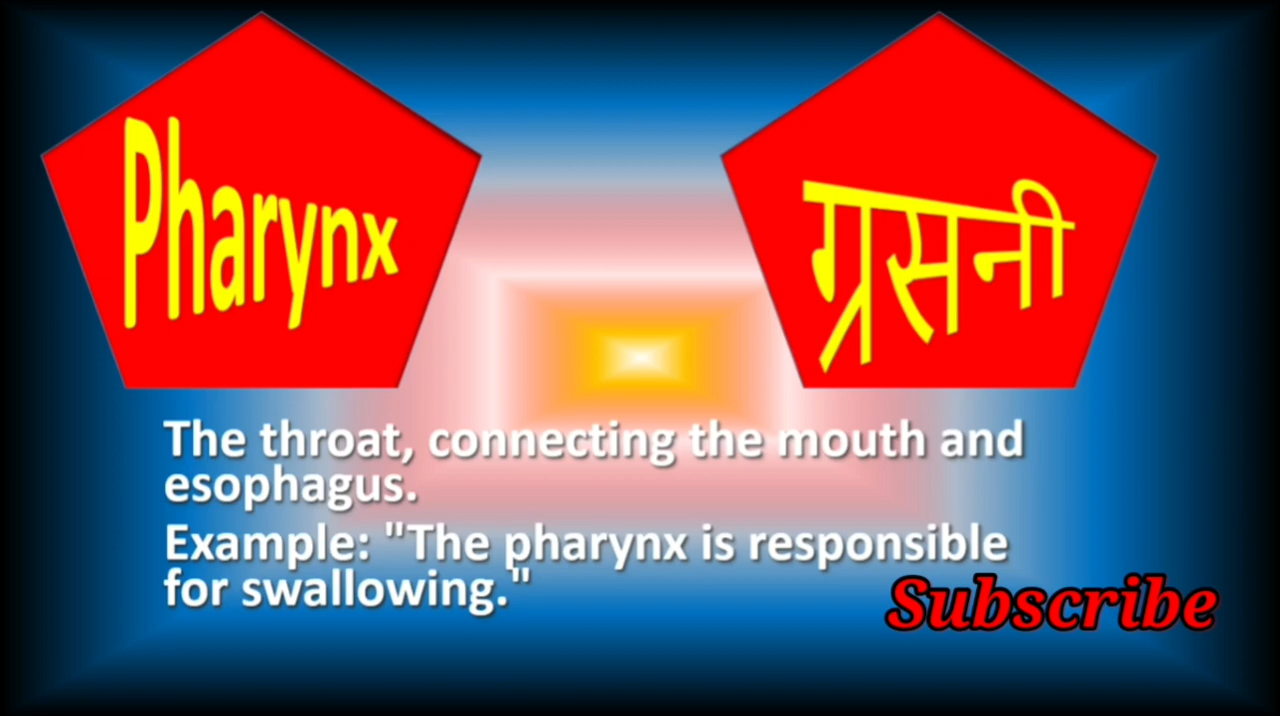 Pharynx
ग्रसनी
The throat, connecting the mouth and
esophagus.
Example: "The pharynx is responsible
for swallowing."
Subscribe